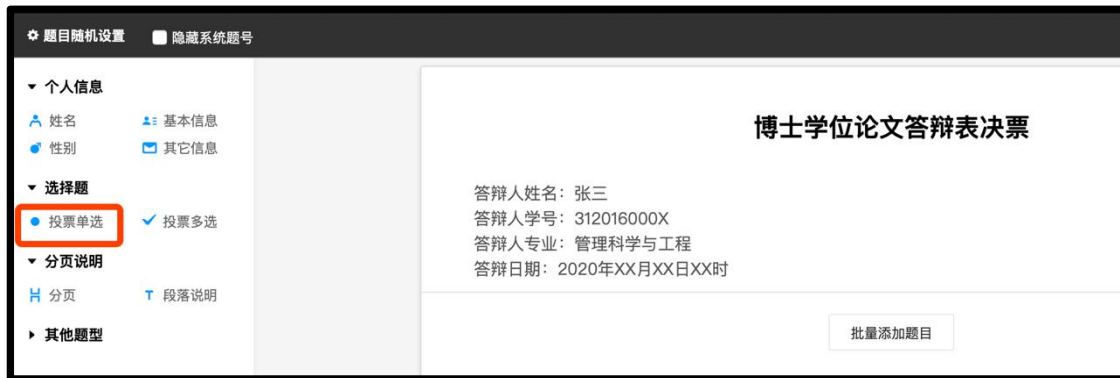 题目随机设置 隐藏系统题号
个人信息
姓名 基本信息
性别 其它信息
选择题
投票单选 投票多选
分页说明
分页 段落说明
其他题型
博士学位论文答辩表决票
答辩人姓名：张三
答辩人学号：312016000X
答辩人专业：管理科学与工程
答辩日期：2020年XX月XX日XX时
批量添加题目